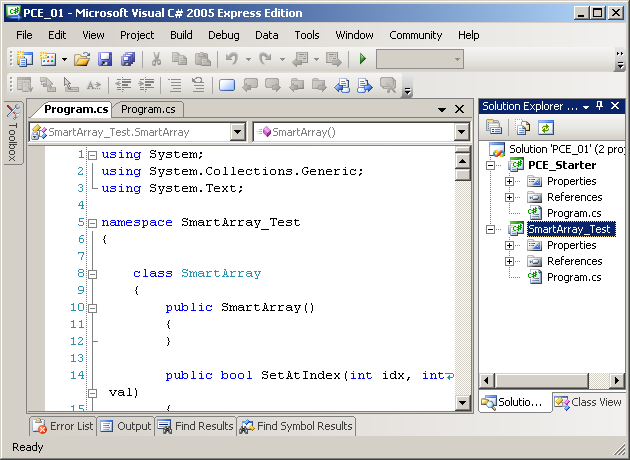 PCE_01 - Microsoft Visual C# 2005 Express Edition
File Edit View Project Build Debug Data Tools Window Community Help
Toolbox
Program.cs Program.cs
SmartArray_Test.SmartArray SmartArray()
1 using System;
2 using System.Collections.Generic;
3 using System.Text;
4
5 namespace SmartArray_Test
6 {
7
8 class SmartArray
9 {
10 public SmartArray()
11 {
12 }
13
14 public bool SetAtIndex(int idx, int
val)
15 {
Solution Explorer ...
Solution 'PCE_01' (2 proj
PCE_Starter
Properties
References
Program.cs
SmartArray_Test
Properties
References
Program.cs
Solutio... Class View
Error List Output Find Results Find Symbol Results
Ready